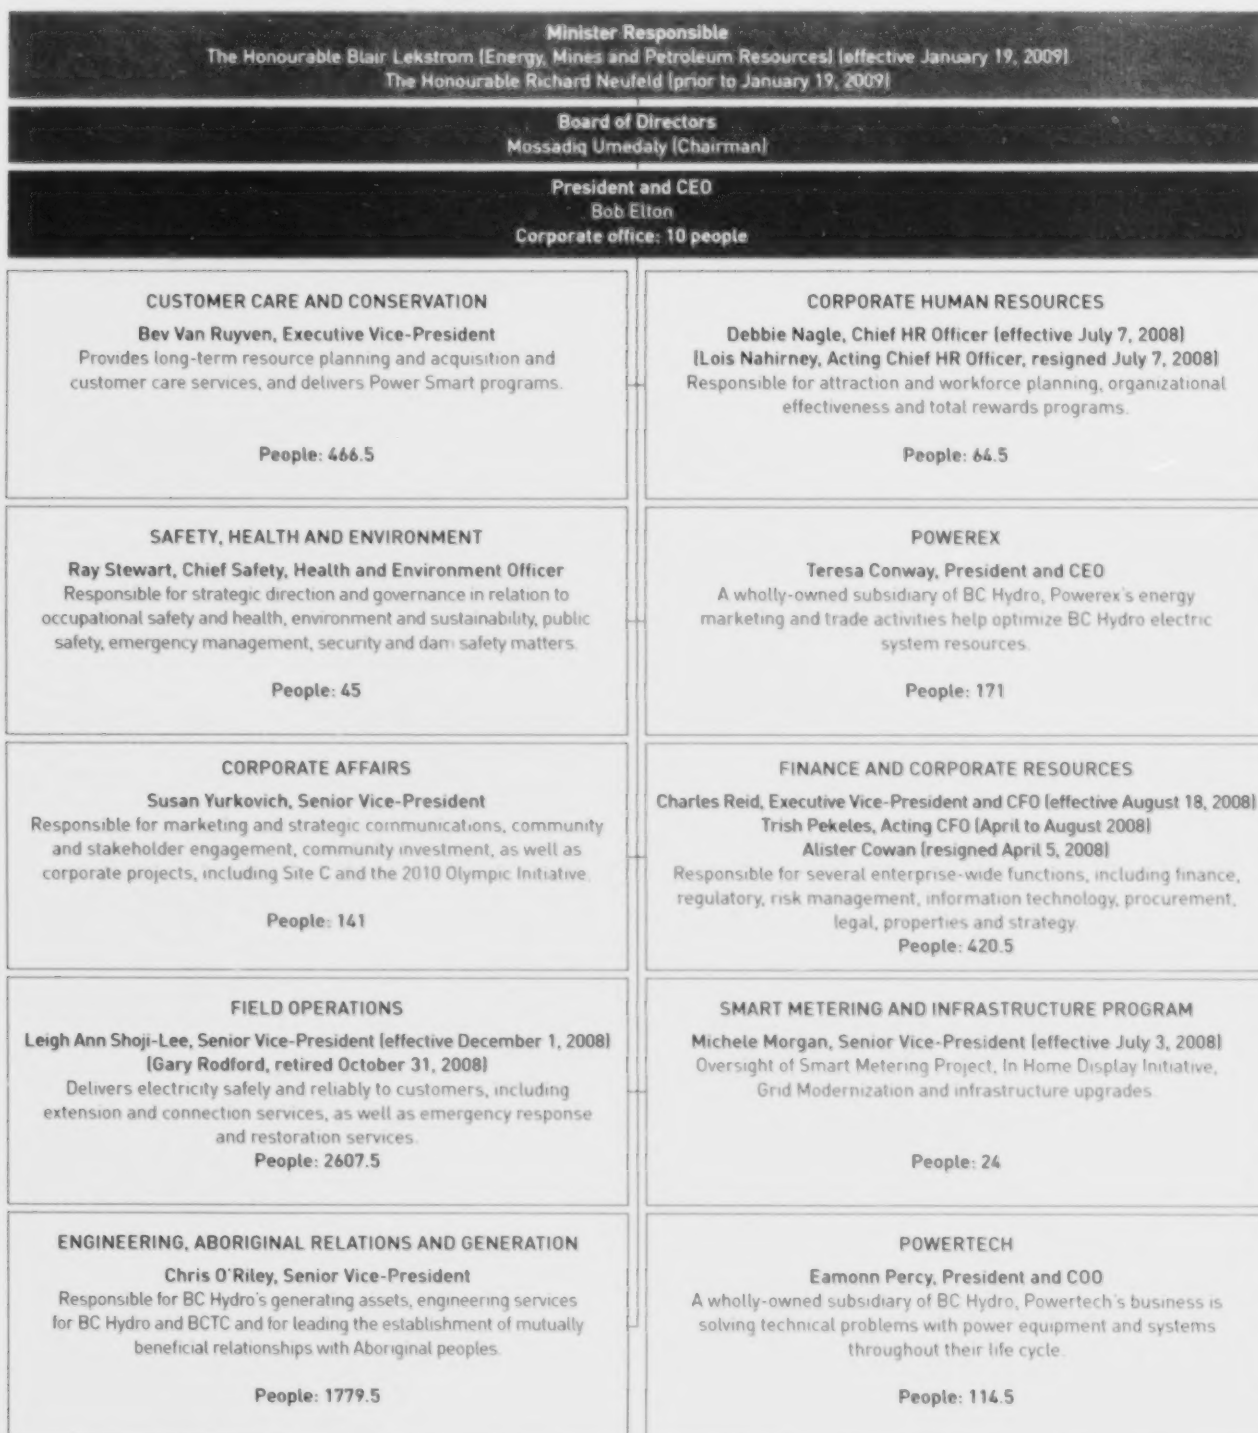 Minister Responsible
The Honourable Blair Lekstrom (Energy, Mines and Petroleum Resources) (effective January 19, 2009)
The Honourable Richard Neufeld (prior to January 19, 2009)
Board of Directors
Mossadiq Umedaly (Chairman)
President and CEO
Bob Elton
Corporate office: 10 people
CUSTOMER CARE AND CONSERVATION
Bev Van Ruyven, Executive Vice-President
Provides long-term resource planning and acquisition and
customer care services, and delivers Power Smart programs.
People: 466.5
CORPORATE HUMAN RESOURCES
Debbie Nagle, Chief HR Officer (effective July 7, 2008)
(Lois Nahirney, Acting Chief HR Officer, resigned July 7, 2008)
Responsible for attraction and workforce planning, organizational
effectiveness and total rewards programs.
People: 64.5
SAFETY, HEALTH AND ENVIRONMENT
Ray Stewart, Chief Safety, Health and Environment Officer
Responsible for strategic direction and governance in relation to
occupational safety and health, environment and sustainability, public
safety, emergency management, security and dam safety matters.
People: 45
POWEREX
Teresa Conway, President and CEO
A wholly-owned subsidiary of BC Hydro, Powerex's energy
marketing and trade activities help optimize BC Hydro electric
system resources.
People: 171
CORPORATE AFFAIRS
Susan Yurkovich, Senior Vice-President
Responsible for marketing and strategic communications, community
and stakeholder engagement, community investment, as well as
corporate projects, including Site C and the 2010 Olympic Initiative.
People: 141
FINANCE AND CORPORATE RESOURCES
Charles Reid, Executive Vice-President and CFO (effective August 18, 2008)
Trish Pekeles, Acting CFO (April to August 2008)
Alister Cowan (resigned April 5, 2008)
Responsible for several enterprise-wide functions, including finance,
regulatory, risk management, information technology, procurement,
legal, properties and strategy.
People: 420.5
FIELD OPERATIONS
Leigh Ann Shoji-Lee, Senior Vice-President (effective December 1, 2008)
(Gary Rodford, retired October 31, 2008)
Delivers electricity safely and reliably to customers, including
extension and connection services, as well as emergency response
and restoration services.
People: 2607.5
SMART METERING AND INFRASTRUCTURE PROGRAM
Michele Morgan, Senior Vice-President (effective July 3, 2008)
Oversight of Smart Metering Project, In Home Display Initiative,
Grid Modernization and infrastructure upgrades.
People: 24
ENGINEERING, ABORIGINAL RELATIONS AND GENERATION
Chris O'Riley, Senior Vice-President
Responsible for BC Hydro's generating assets, engineering services
for BC Hydro and BCTC and for leading the establishment of mutually
beneficial relationships with Aboriginal peoples.
People: 1779.5
POWERTECH
Eamonn Percy, President and COO
A wholly-owned subsidiary of BC Hydro, Powertech's business is
solving technical problems with power equipment and systems
throughout their life cycle.
People: 114.5